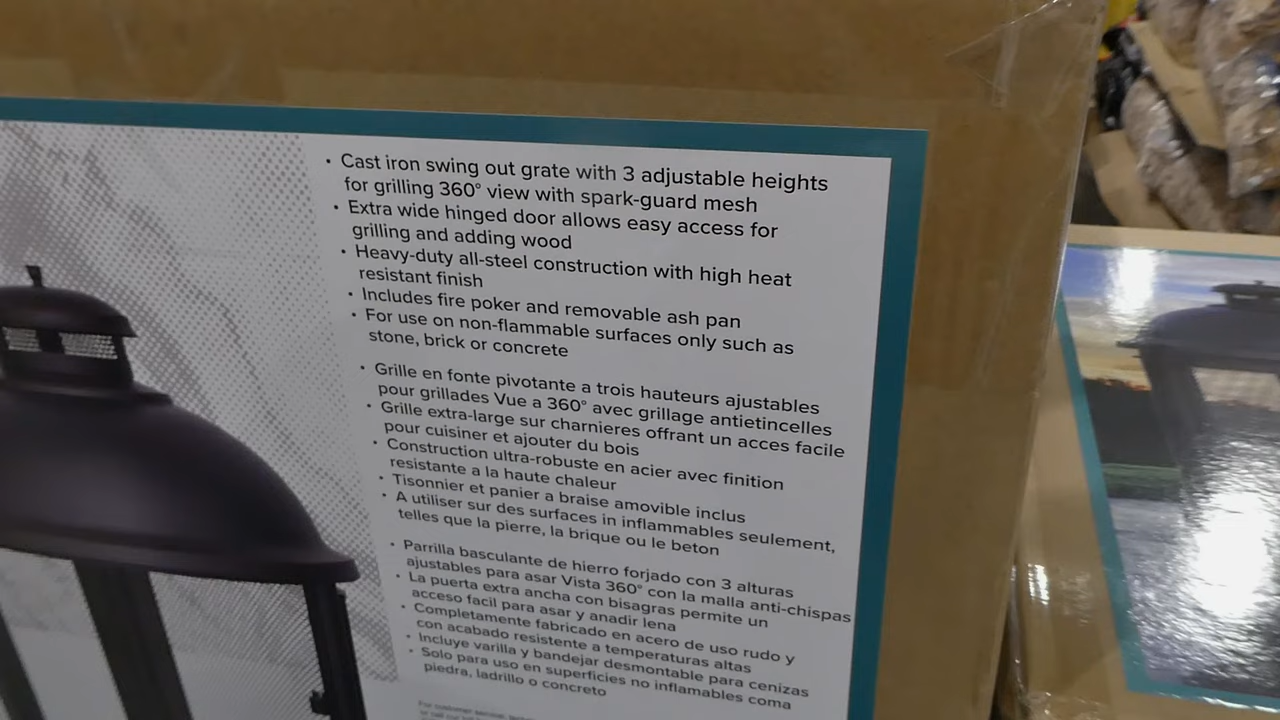 • Cast iron swing out grate with 3 adjustable heights
for grilling 360° view with spark-guard mesh
• Extra wide hinged door allows easy access for
grilling and adding wood
• Heavy-duty all-steel construction with high heat
resistant finish
• Includes fire poker and removable ash pan
• For use on non-flammable surfaces only such as
stone, brick or concrete
• Grille en fonte pivotante a trois hauteurs ajustables
pour grillades Vue a 360° avec grillage antietincelles
• Grille extra-large sur charnieres offrant un acces facile
pour cuisiner et ajouter du bois
• Construction ultra-robuste en acier avec finition
resistante a la haute chaleur
• Tisonnier et panier a braise amovible inclus
• A utiliser sur des surfaces in inflammables seulement,
telles que la pierre, la brique ou le beton
• Parrilla basculante de hierro forjado con 3 alturas
ajustables para asar Vista 360° con la malla anti-chispas
• La puerta extra ancha con bisagras permite un
acceso facil para asar y anadir lena
• Completamente fabricado en acero de uso rudo y
con acabado resistente a temperaturas altas
• Incluye varilla y bandejar desmontable para cenizas
• Solo para uso en superficies no inflamables coma
piedra, ladrillo o concreto
For customer service,